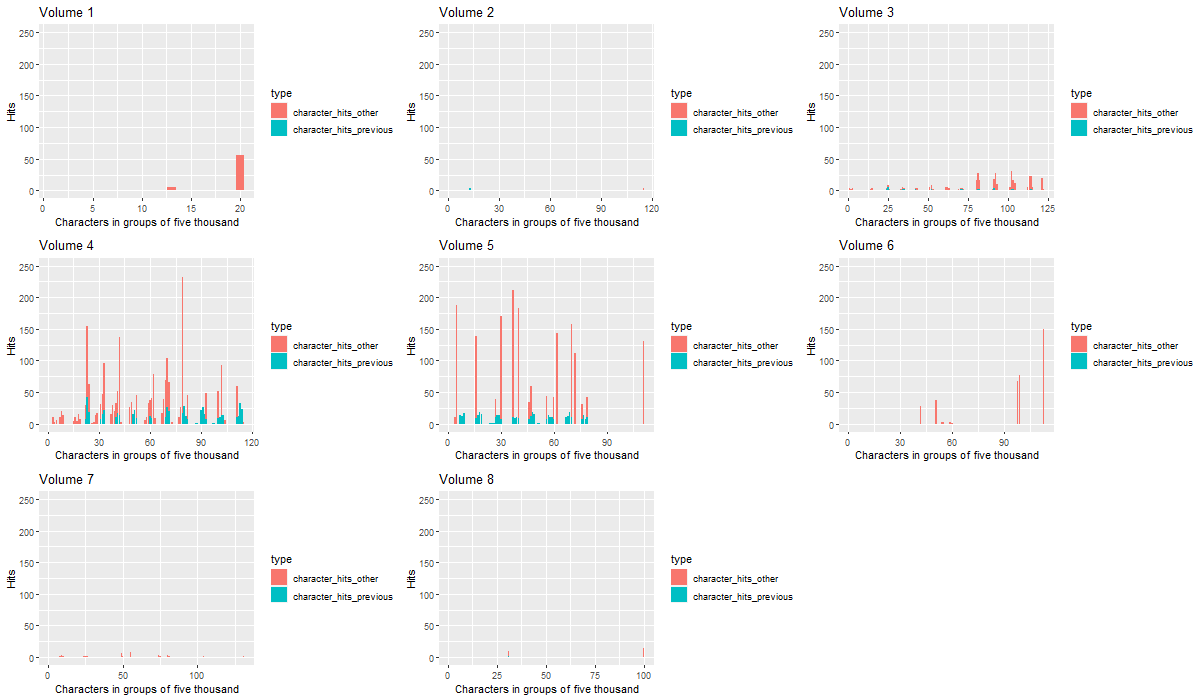 Volume 1
250
200
150
100
50
0
Hits
0 5 10 15 20
Characters in groups of five thousand
type
character_hits_other
character_hits_previous
Volume 2
250
200
150
100
50
0
Hits
0 30 60 90 120
Characters in groups of five thousand
type
character_hits_other
character_hits_previous
Volume 3
250
200
150
100
50
0
Hits
0 25 50 75 100 125
Characters in groups of five thousand
type
character_hits_other
character_hits_previous
Volume 4
250
200
150
100
50
0
Hits
0 30 60 90 120
Characters in groups of five thousand
type
character_hits_other
character_hits_previous
Volume 5
250
200
150
100
50
0
Hits
0 30 60 90
Characters in groups of five thousand
type
character_hits_other
character_hits_previous
Volume 6
250
200
150
100
50
0
Hits
0 30 60 90
Characters in groups of five thousand
type
character_hits_other
character_hits_previous
Volume 7
250
200
150
100
50
0
Hits
0 50 100
Characters in groups of five thousand
type
character_hits_other
character_hits_previous
Volume 8
250
200
150
100
50
0
Hits
0 25 50 75 100
Characters in groups of five thousand
type
character_hits_other
character_hits_previous